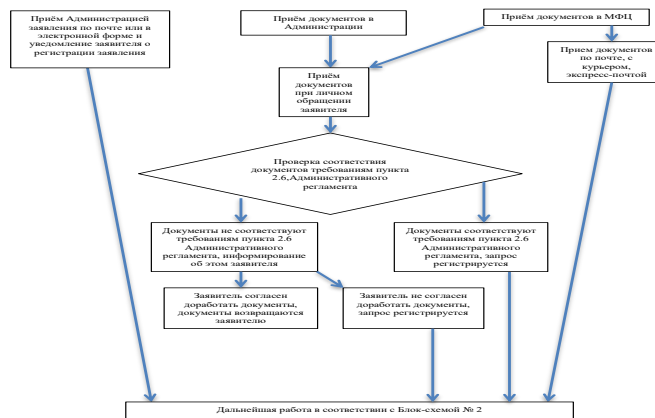 Приём Администрацией
заявления по почте или в
электронной форме и
уведомление заявителя о
регистрации заявления
Приём документов в
Администрации
Приём документов в МФЦ
Прием документов
по почте, с
курьером,
экспресс-почтой
Приём
документов
при личном
обращении
заявителя
Проверка соответствия
документов требованиям пункта
2.6,Административного
регламента
Документы не соответствуют
требованиям пункта 2.6
Административного
регламента, информирование
об этом заявителя
Документы соответствуют
требованиям пункта 2.6
Административного
регламента, запрос
регистрируется
Заявитель согласен
доработать документы,
документы возвращаются
заявителю
Заявитель не согласен
доработать документы,
запрос регистрируется
Дальнейшая работа в соответствии с Блок-схемой № 2